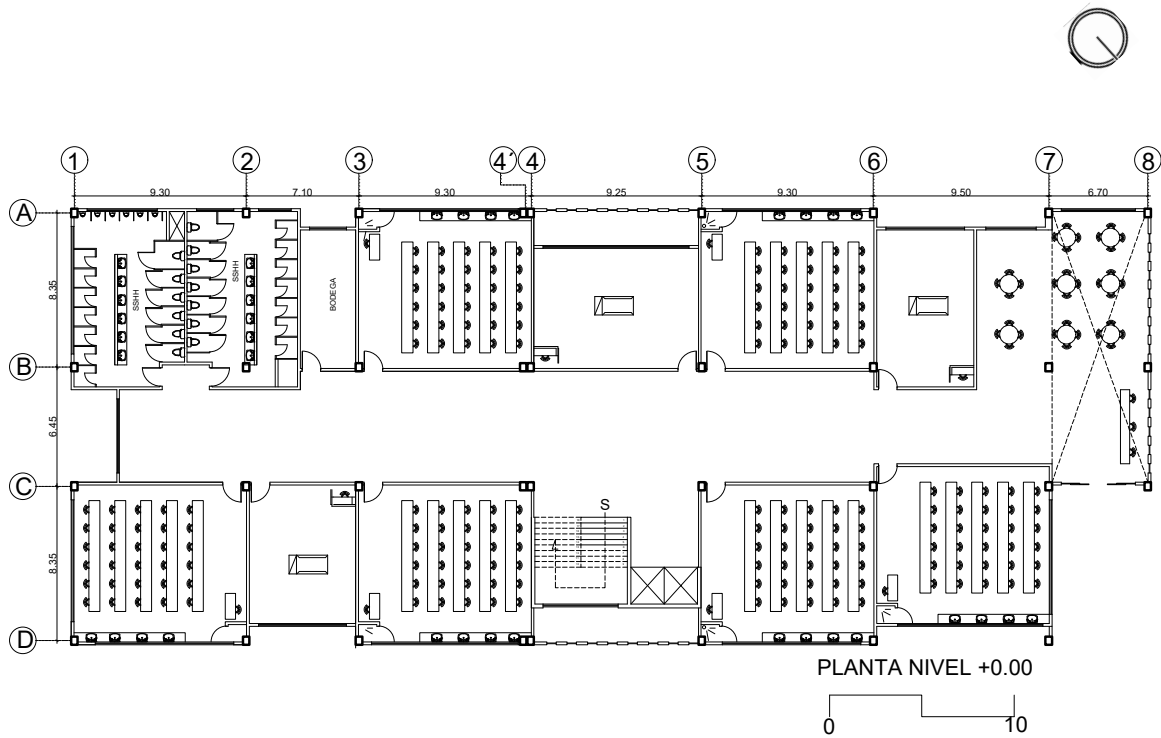 1 2 3 4´ 4 5 6 7 8
9.30 7.10 9.30 9.25 9.30 9.50 6.70
A
8.35
SSHH
SSHH
BODEGA
B
6.45
C
S
8.35
D
PLANTA NIVEL +0.00
0 10